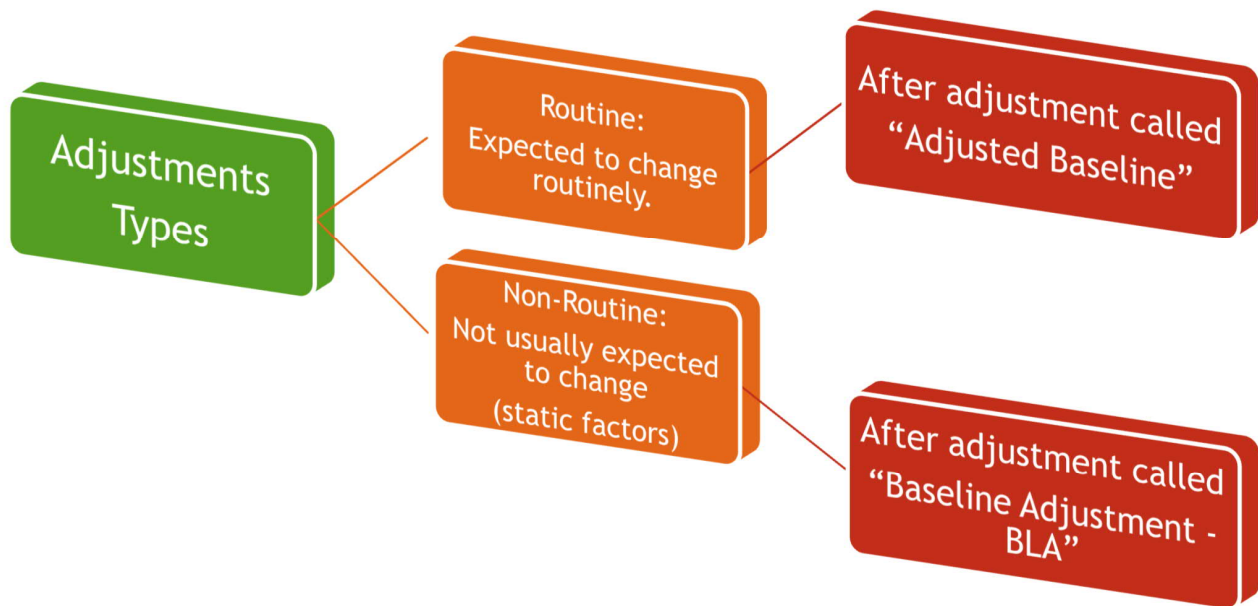 Adjustments
Types
Routine:
Expected to change
routinely.
After adjustment called
“Adjusted Baseline”
Non-Routine:
Not usually expected
to change
(static factors)
After adjustment called
“Baseline Adjustment -
BLA”